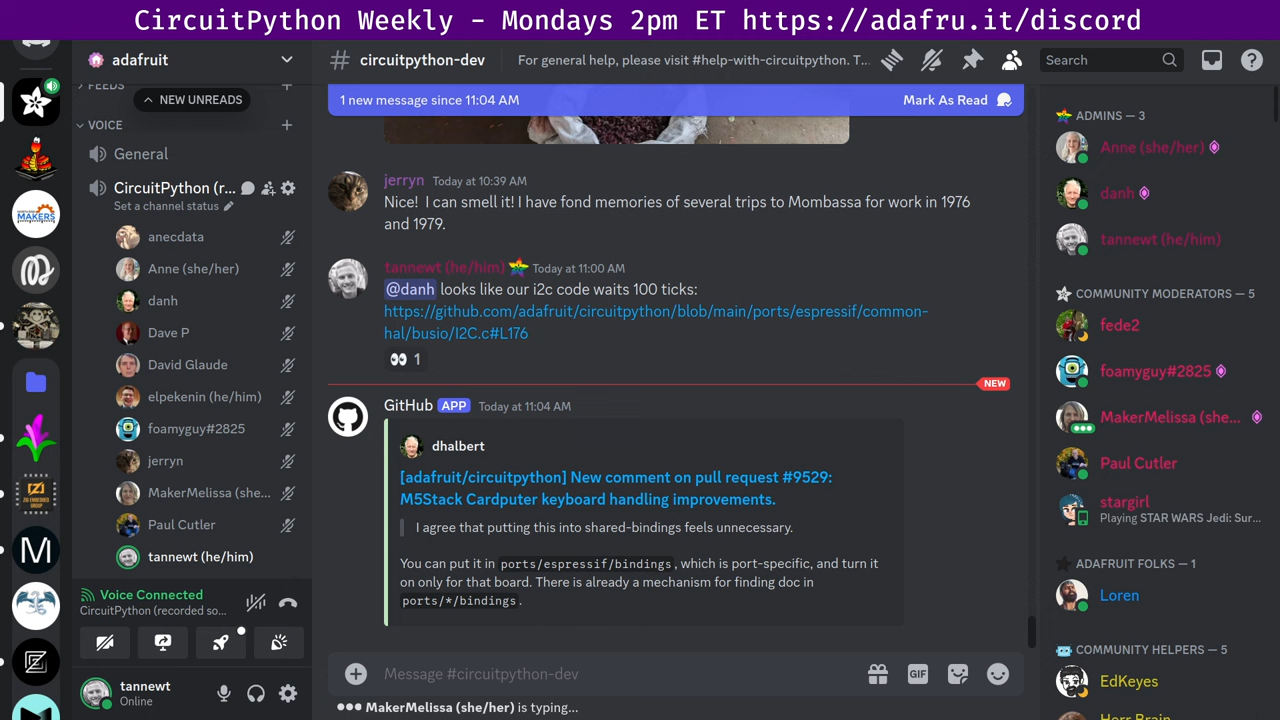 CircuitPython Weekly - Mondays 2pm ET https://adafru.it/discord
adafruit
FEEDS
NEW UNREADS
VOICE
General
CircuitPython (r...
Set a channel status
anecdata
Anne (she/her)
danh
Dave P
David Glaude
elpekenin (he/him)
foamyguy#2825
jerryn
MakerMelissa (she...
Paul Cutler
tannewt (he/him)
Voice Connected
CircuitPython (recorded so...
tannewt
Online
# circuitpython-dev
For general help, please visit #help-with-circuitpython. T...
Search
1 new message since 11:04 AM
Mark As Read
jerryn Today at 10:39 AM
Nice! I can smell it! I have fond memories of several trips to Mombassa for work in 1976
and 1979.
tannewt (he/him) Today at 11:00 AM
@danh looks like our i2c code waits 100 ticks:
https://github.com/adafruit/circuitpython/blob/main/ports/espressif/common-
hal/busio/I2C.c#L176
1
NEW
GitHub APP Today at 11:04 AM
dhalbert
[adafruit/circuitpython] New comment on pull request #9529:
M5Stack Cardputer keyboard handling improvements.
I agree that putting this into shared-bindings feels unnecessary.
You can put it in ports/espressif/bindings, which is port-specific, and turn it
on only for that board. There is already a mechanism for finding doc in
ports/*/bindings.
Message #circuitpython-dev
GIF
MakerMelissa (she/her) is typing...
ADMINS — 3
Anne (she/her)
danh
tannewt (he/him)
COMMUNITY MODERATORS — 5
fede2
foamyguy#2825
MakerMelissa (she...
Paul Cutler
stargirl
Playing STAR WARS Jedi: Sur...
ADAFRUIT FOLKS — 1
Loren
COMMUNITY HELPERS — 5
EdKeyes